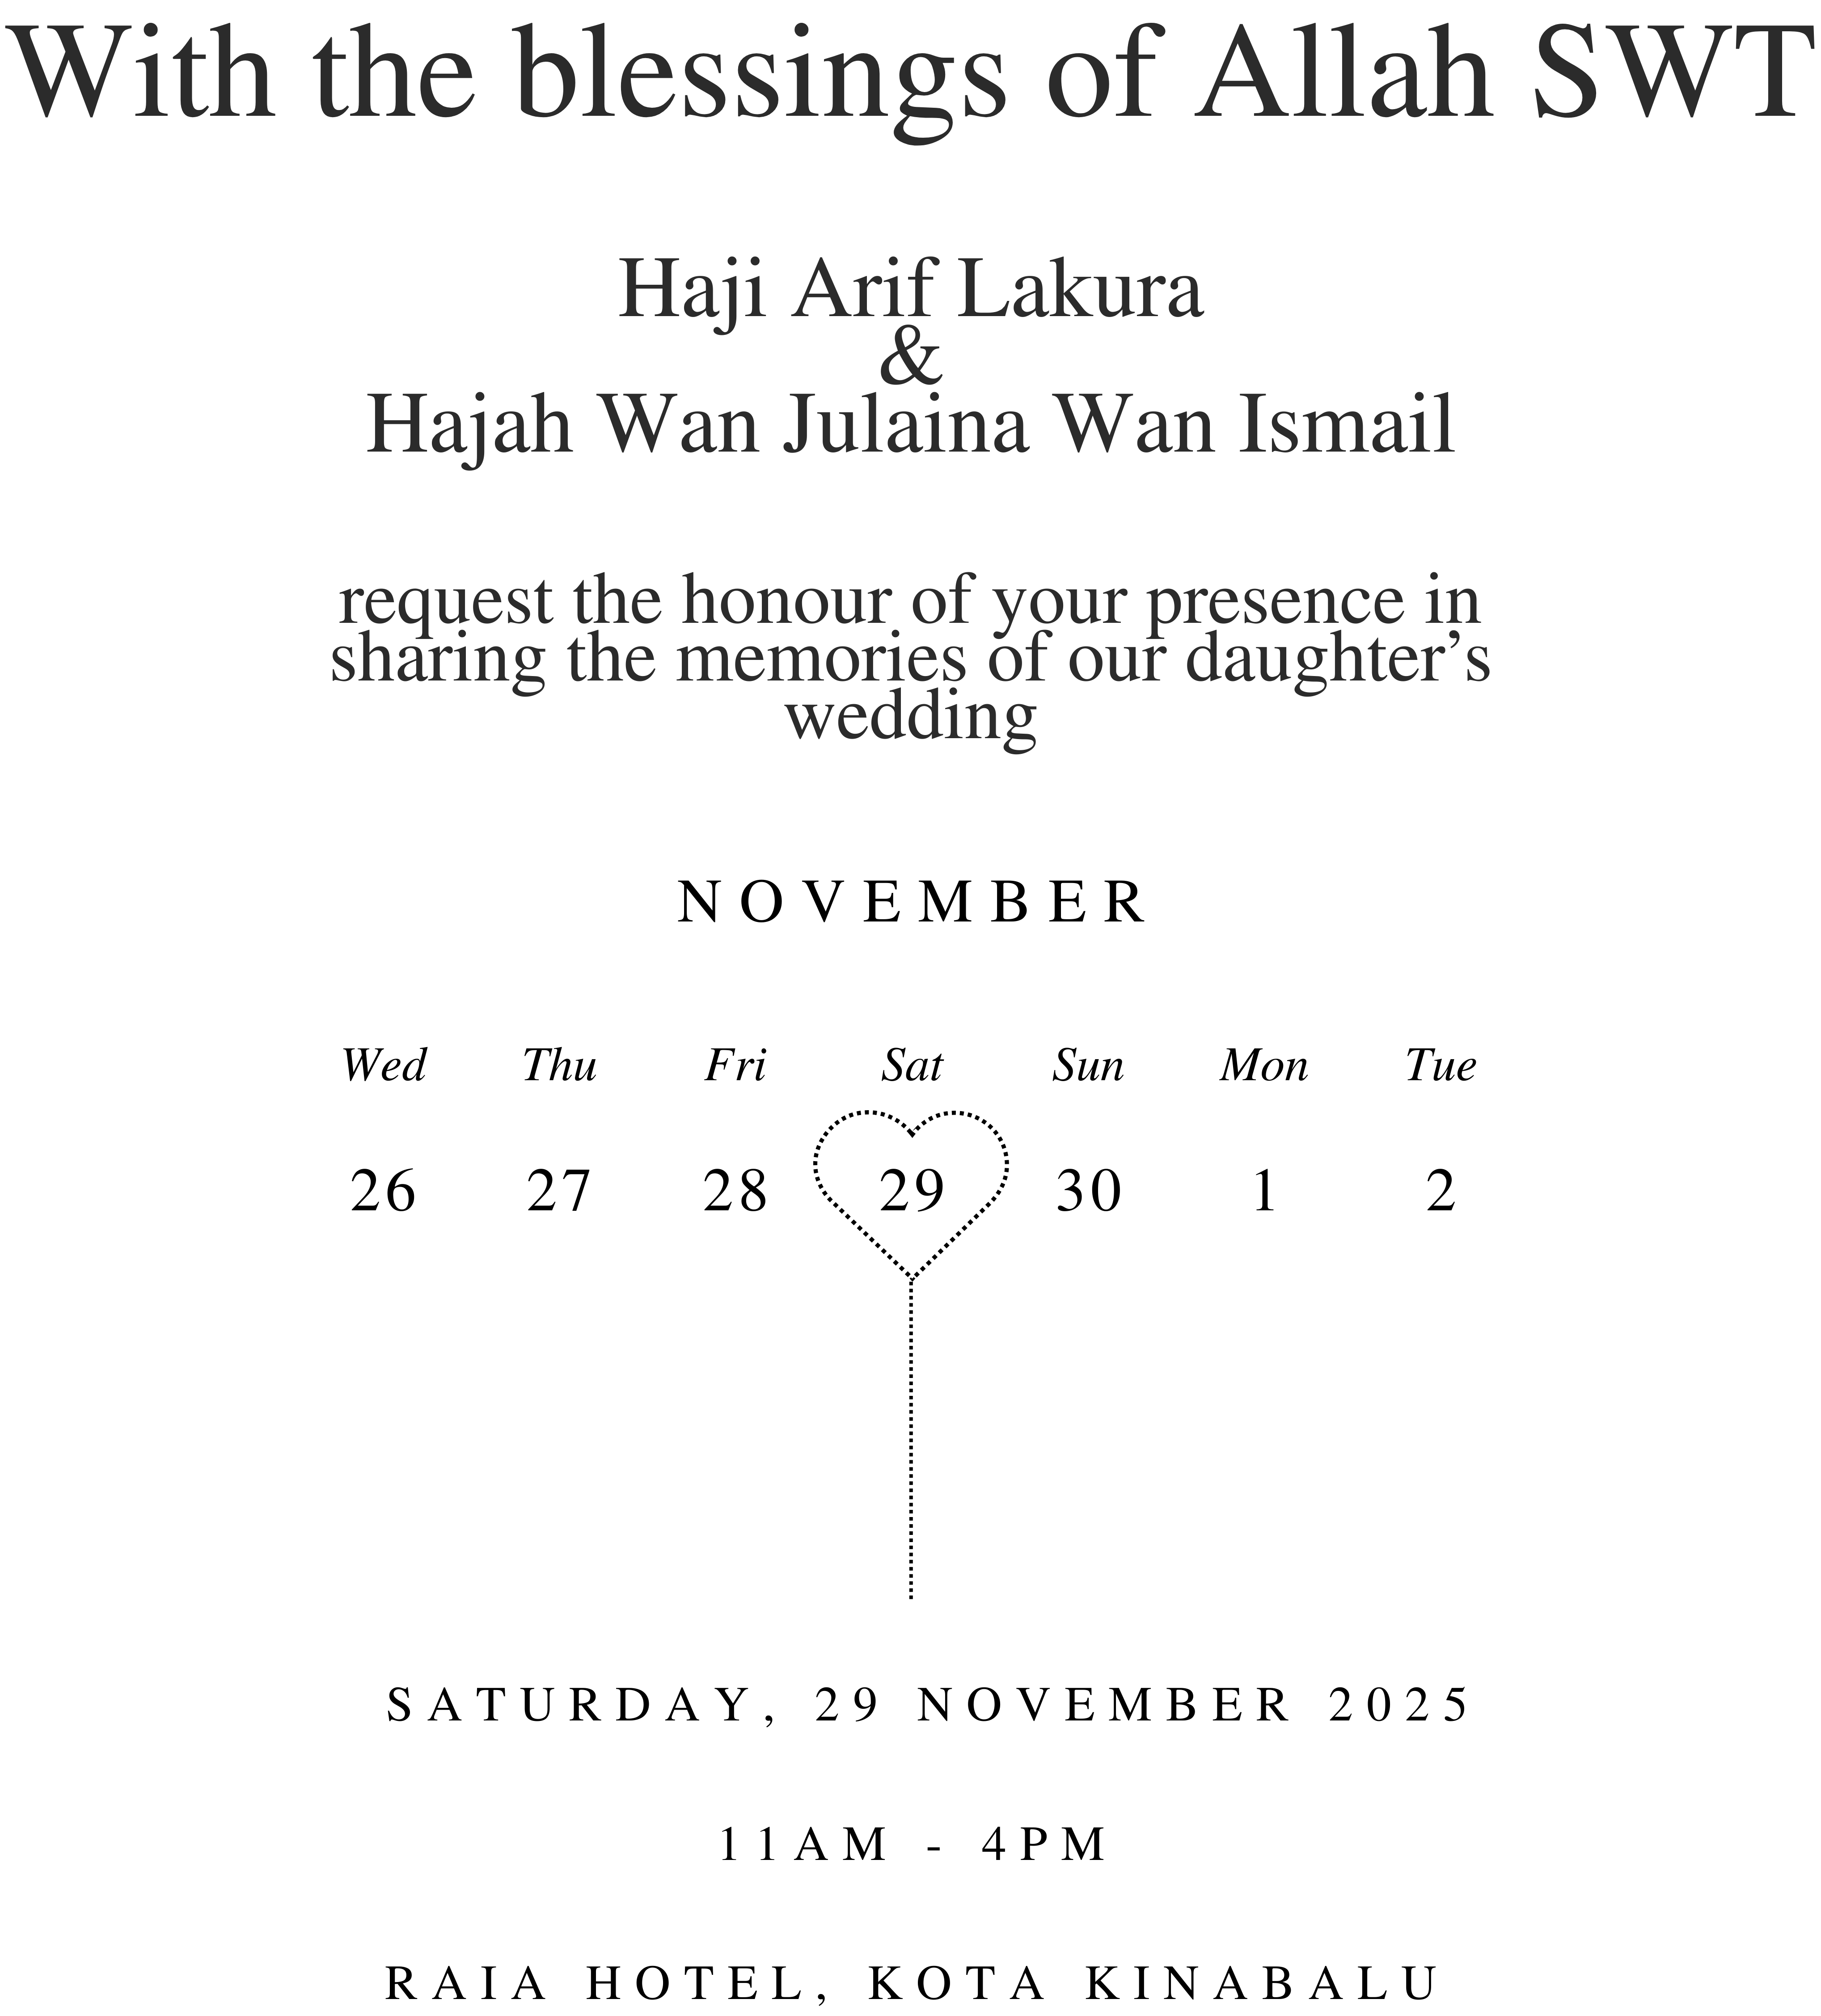 With the blessings of Allah SWT
Haji Arif Lakura
&
Hajah Wan Julaina Wan Ismail
request the honour of your presence in
sharing the memories of our daughter’s
wedding
NOVEMBER
Wed Thu Fri Sat Sun Mon Tue
26 27 28 29 30 1 2
SATURDAY, 29 NOVEMBER 2025
11AM - 4PM
RAIA HOTEL, KOTA KINABALU